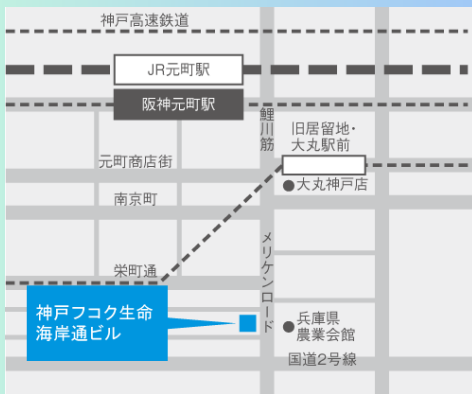 神戸高速鉄道
JR元町駅
阪神元町駅
鯉川筋
旧居留地・
大丸駅前
元町商店街
大丸神戸店
南京町
メリケンロード
栄町通
神戸フコク生命
海岸通ビル
兵庫県
農業会館
国道2号線